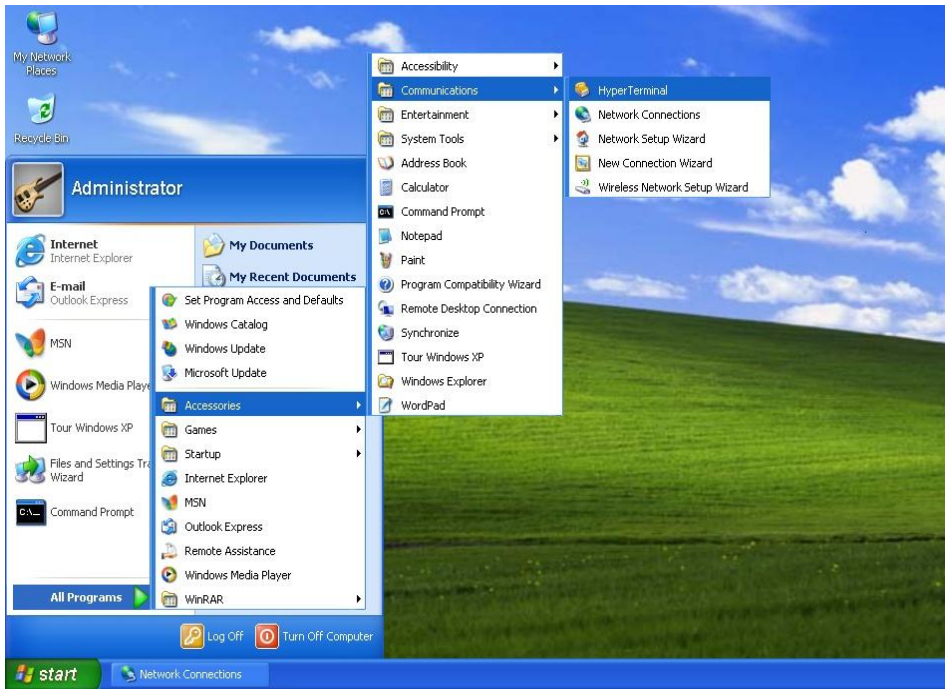 My Network
Places
Recycle Bin
Administrator
Internet
Internet Explorer
E-mail
Outlook Express
MSN
Windows Media Playe
Tour Windows XP
Files and Settings Tra
Wizard
Command Prompt
All Programs
My Documents
My Recent Documents
Set Program Access and Defaults
Windows Catalog
Windows Update
Microsoft Update
Accessories
Games
Startup
Internet Explorer
MSN
Outlook Express
Remote Assistance
Windows Media Player
WinRAR
Accessibility
Communications
Entertainment
System Tools
Address Book
Calculator
Command Prompt
Notepad
Paint
Program Compatibility Wizard
Remote Desktop Connection
Synchronize
Tour Windows XP
Windows Explorer
WordPad
HyperTerminal
Network Connections
Network Setup Wizard
New Connection Wizard
Wireless Network Setup Wizard
Log Off
Turn Off Computer
start
Network Connections